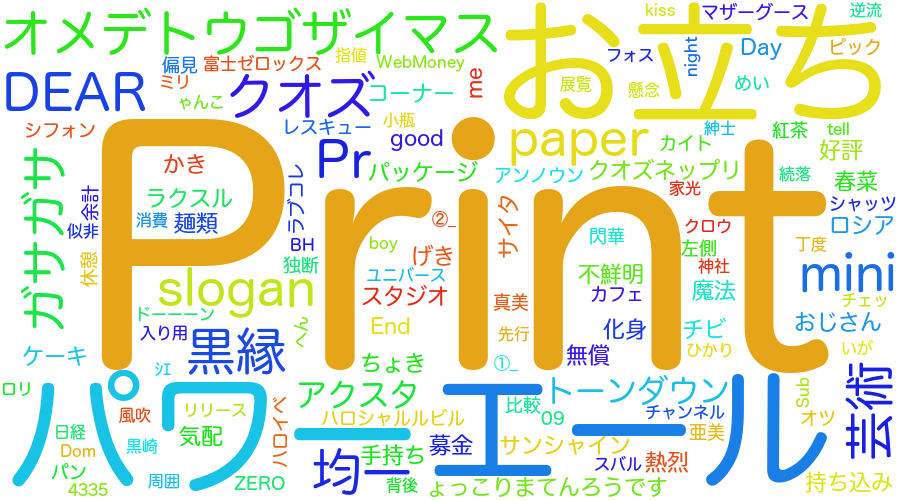 オメデトウゴザイマス
お立ち
kiss
マザーグース
逆流
偏見
富士ゼロックス
指値
WebMoney
フォス
night
Day
ピック
DEAR
ミリ
ゃんこ
クオズ
コーナー
me
展覧
懸念
めい
シフォン
レスキュー
小瓶
good
paper
カイト
紳士
紅茶
tell
好評
Print
Pr
ガサガサ
かき
パッケージ
アンノウン
クオズネップリ
続落
春菜
非余計
似
ラクスル
消費
麺類
ラブコレ
BH
②_
サイタ
家光
シャッツ
ロシア
休憩
独断
boy
げき
閃華
クロウ
左側
丁度
ユニバース
不鮮明
神社
mini
slogan
スタジオ
真美
カフェ
魔法
チェッ
ドーーーン
入り用
へん
End
先行
化身
チビ
おじさん
ケーキ
黒縁
ちょき
①_
無償
ひかり
いが
江
ロリ
パワーエール
アクスタ
トーンダウン
Sub
芸術
風吹
リリース
ハロイベ
ハロシャルルビル
比較
09
チャンネル
オツ
日経
Dom
黒崎
気配
均一
手持ち
募金
サンシャイン
亜美
パン
4335
周囲
ZERO
背後
ょっこりまてんろうです
スバル
熱烈
持ち込み